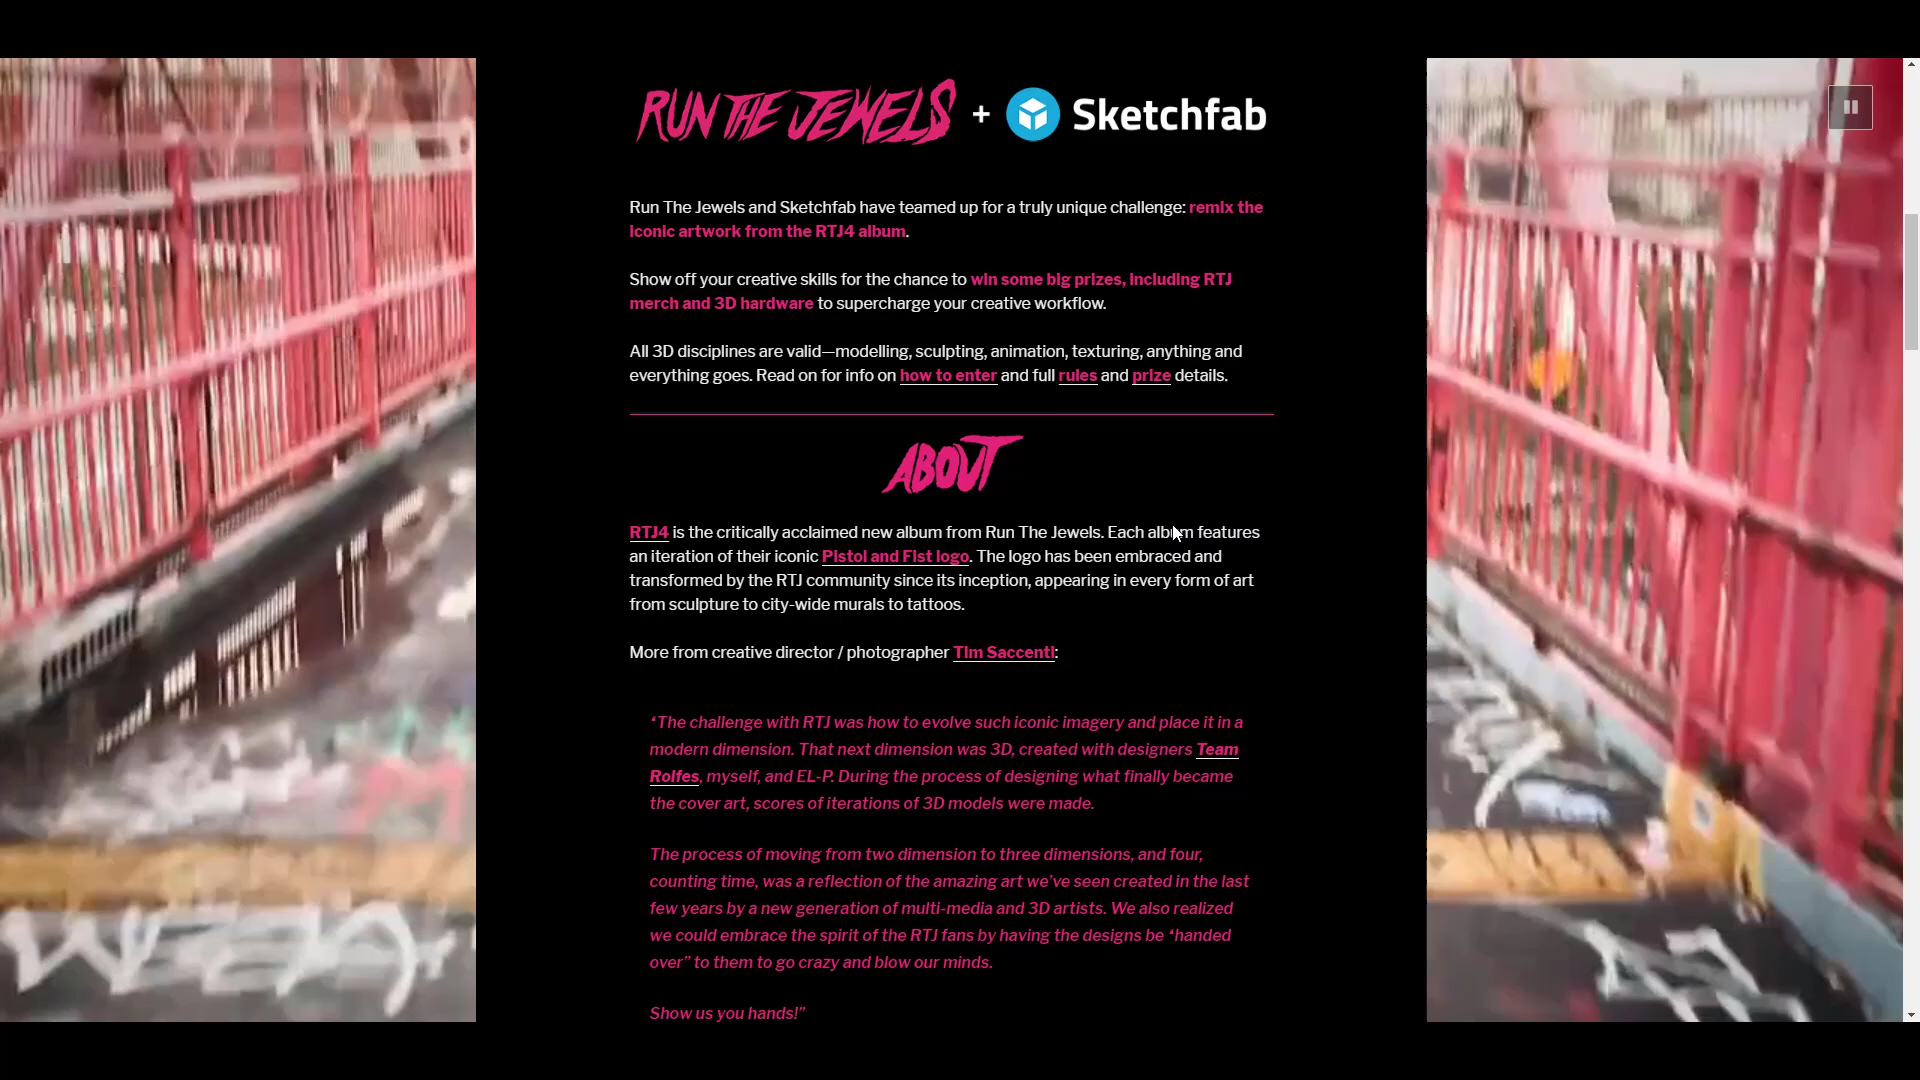 RUN THE JEWELS + Sketchfab
Run The Jewels and Sketchfab have teamed up for a truly unique challenge: remix the
iconic artwork from the RTJ4 album.
Show off your creative skills for the chance to win some big prizes, including RTJ
merch and 3D hardware to supercharge your creative workflow.
All 3D disciplines are valid—modelling, sculpting, animation, texturing, anything and
everything goes. Read on for info on how to enter and full rules and prize details.
ABOUT
RTJ4 is the critically acclaimed new album from Run The Jewels. Each album features
an iteration of their iconic Pistol and Fist logo. The logo has been embraced and
transformed by the RTJ community since its inception, appearing in every form of art
from sculpture to city-wide murals to tattoos.
More from creative director / photographer Tim Saccenti:
“The challenge with RTJ was how to evolve such iconic imagery and place it in a
modern dimension. That next dimension was 3D, created with designers Team
Rolfes, myself, and EL-P. During the process of designing what finally became
the cover art, scores of iterations of 3D models were made.
The process of moving from two dimension to three dimensions, and four,
counting time, was a reflection of the amazing art we’ve seen created in the last
few years by a new generation of multi-media and 3D artists. We also realized
we could embrace the spirit of the RTJ fans by having the designs be “handed
over” to them to go crazy and blow our minds.
Show us you hands!”